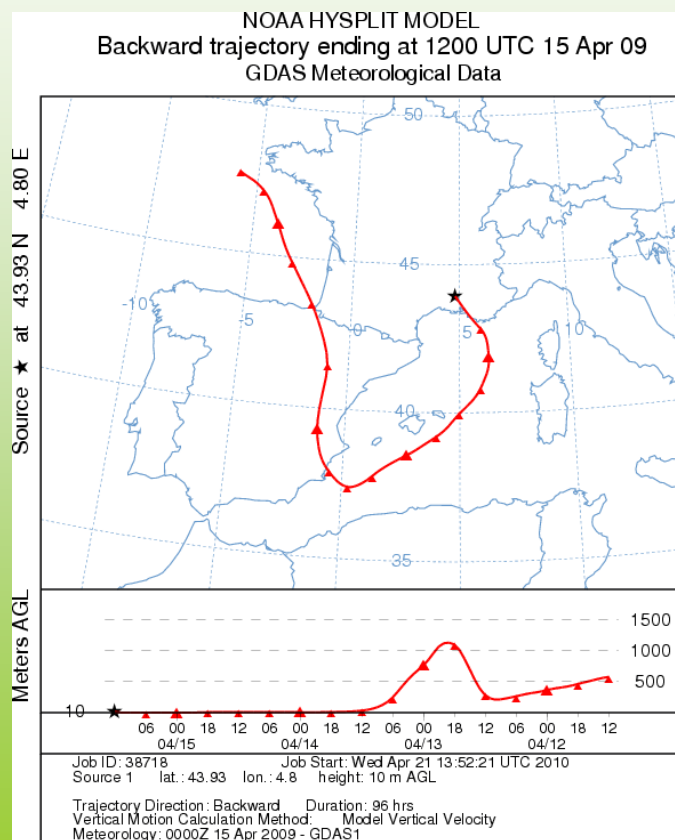 NOAA HYSPLIT MODEL
Backward trajectory ending at 1200 UTC 15 Apr 09
GDAS Meteorological Data
Source ★ at 43.93 N 4.80 E
50
45
-10
-5
0
5
10
40
35
Meters AGL
1500
1000
500
10
06 00 18 12 06 00 18 12 06 00 18 12 06 00 18 12
04/15 04/14 04/13 04/12
Job ID: 38718 Job Start: Wed Apr 21 13:52:21 UTC 2010
Source 1 lat.: 43.93 lon.: 4.8 height: 10 m AGL
Trajectory Direction: Backward Duration: 96 hrs
Vertical Motion Calculation Method: Model Vertical Velocity
Meteorology: 0000Z 15 Apr 2009 - GDAS1